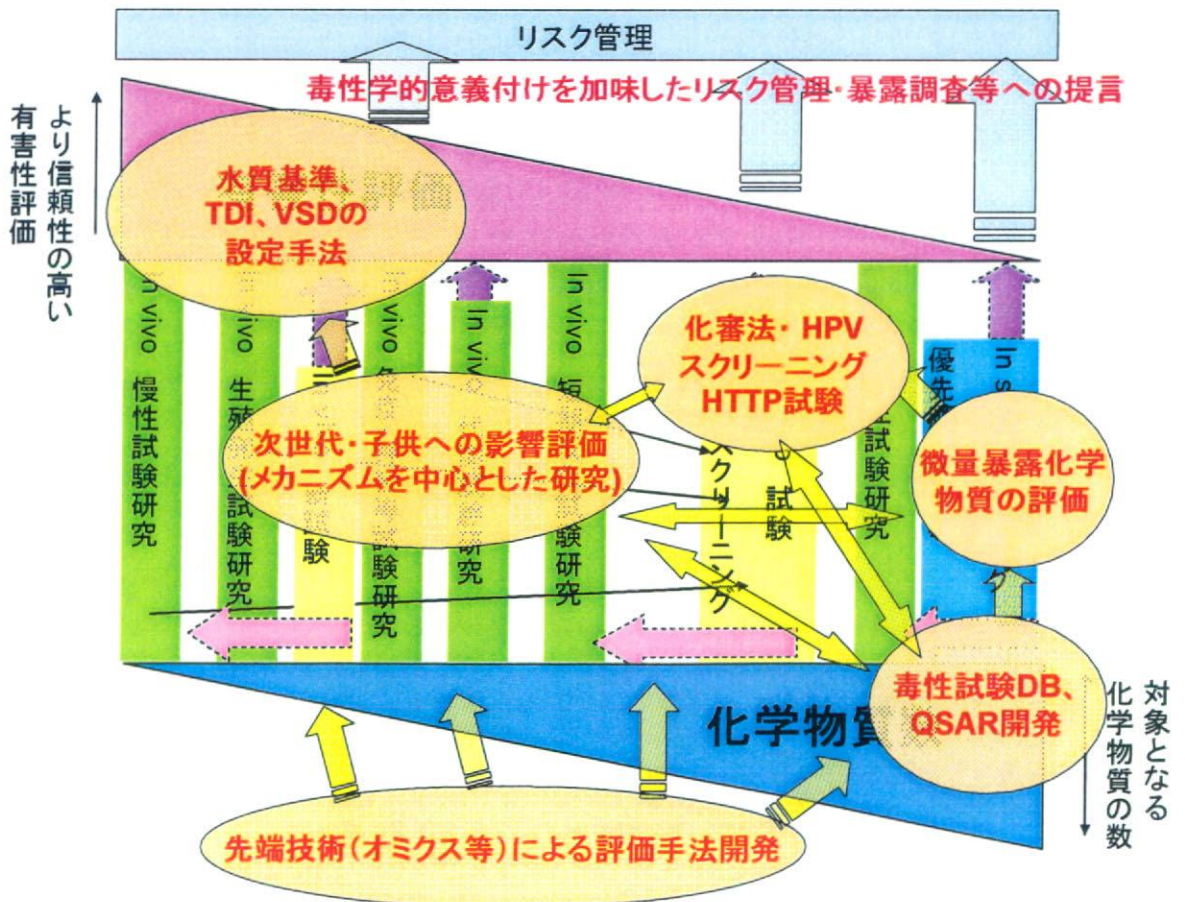 リスク管理
毒性学的意義付けを加味したリスク管理・暴露調査等への提言
より信頼性の高い
有害性評価
水質基準、
TDI、VSDの
設定手法
評価
化審法・HPV
スクリーニング
HTTP試験
次世代・子供への影響評価
(メカニズムを中心とした研究)
微量暴露化学
物質の評価
In vivo 慢性試験研究
In vivo 生殖
試験研究
試験
In vivo 免
試験研究
In vivo
研究
In vivo 短
試験研究
スクリーニング
試験
性試験研究
優先
In s
グ
毒性試験DB、
QSAR開発
化学物質数
対象となる
化学物質の数
先端技術(オミクス等)による評価手法開発